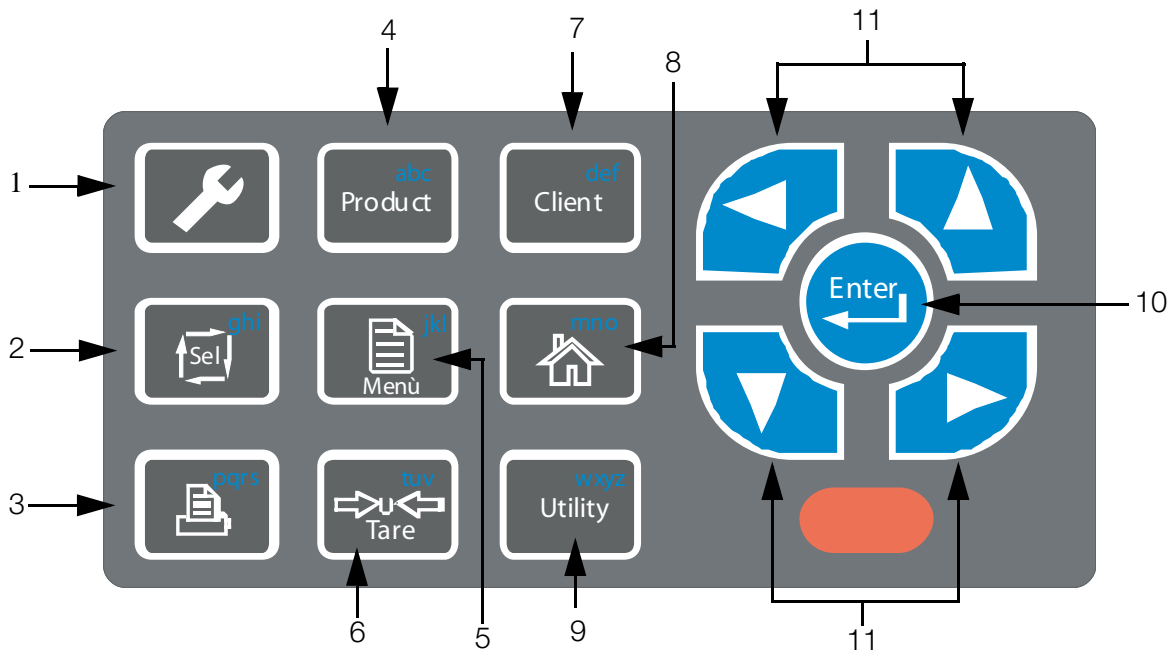 4
7
11
8
1
abc
Product
def
Client
2
ghi
Sel
jkl
Menù
mno
Enter
10
3
pqrs
tuv
Tare
wxyz
Utility
6
5
9
11